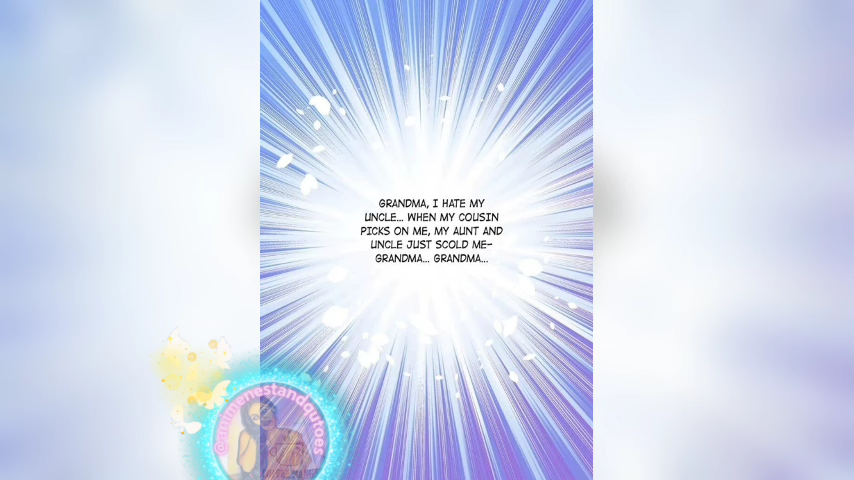 GRANDMA, I HATE MY
UNCLE... WHEN MY COUSIN
PICKS ON ME, MY AUNT AND
UNCLE JUST SCOLD ME-
GRANDMA... GRANDMA...
@animenestandqutoes